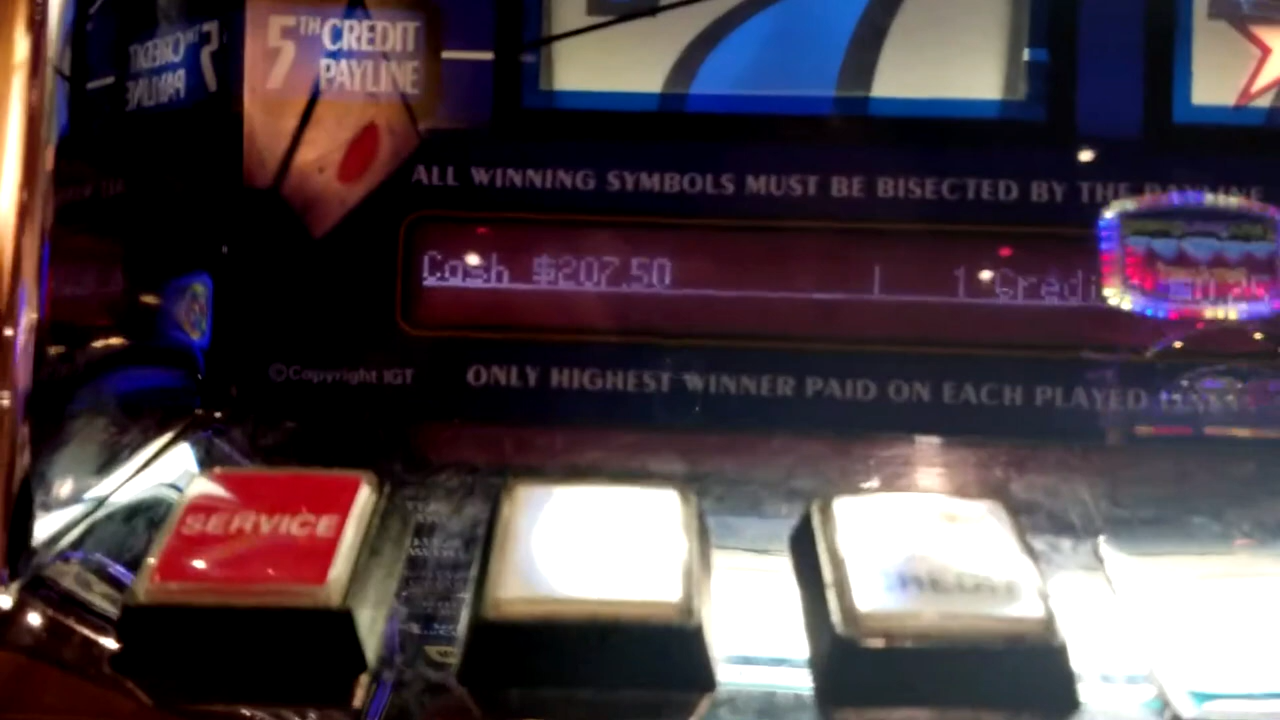 5TH CREDIT
PAYLINE
ALL WINNING SYMBOLS MUST BE BISECTED BY THE PAYLINE
Cash $207.50 | 1 Credit
©Copyright IGT
ONLY HIGHEST WINNER PAID ON EACH PLAYED
SERVICE